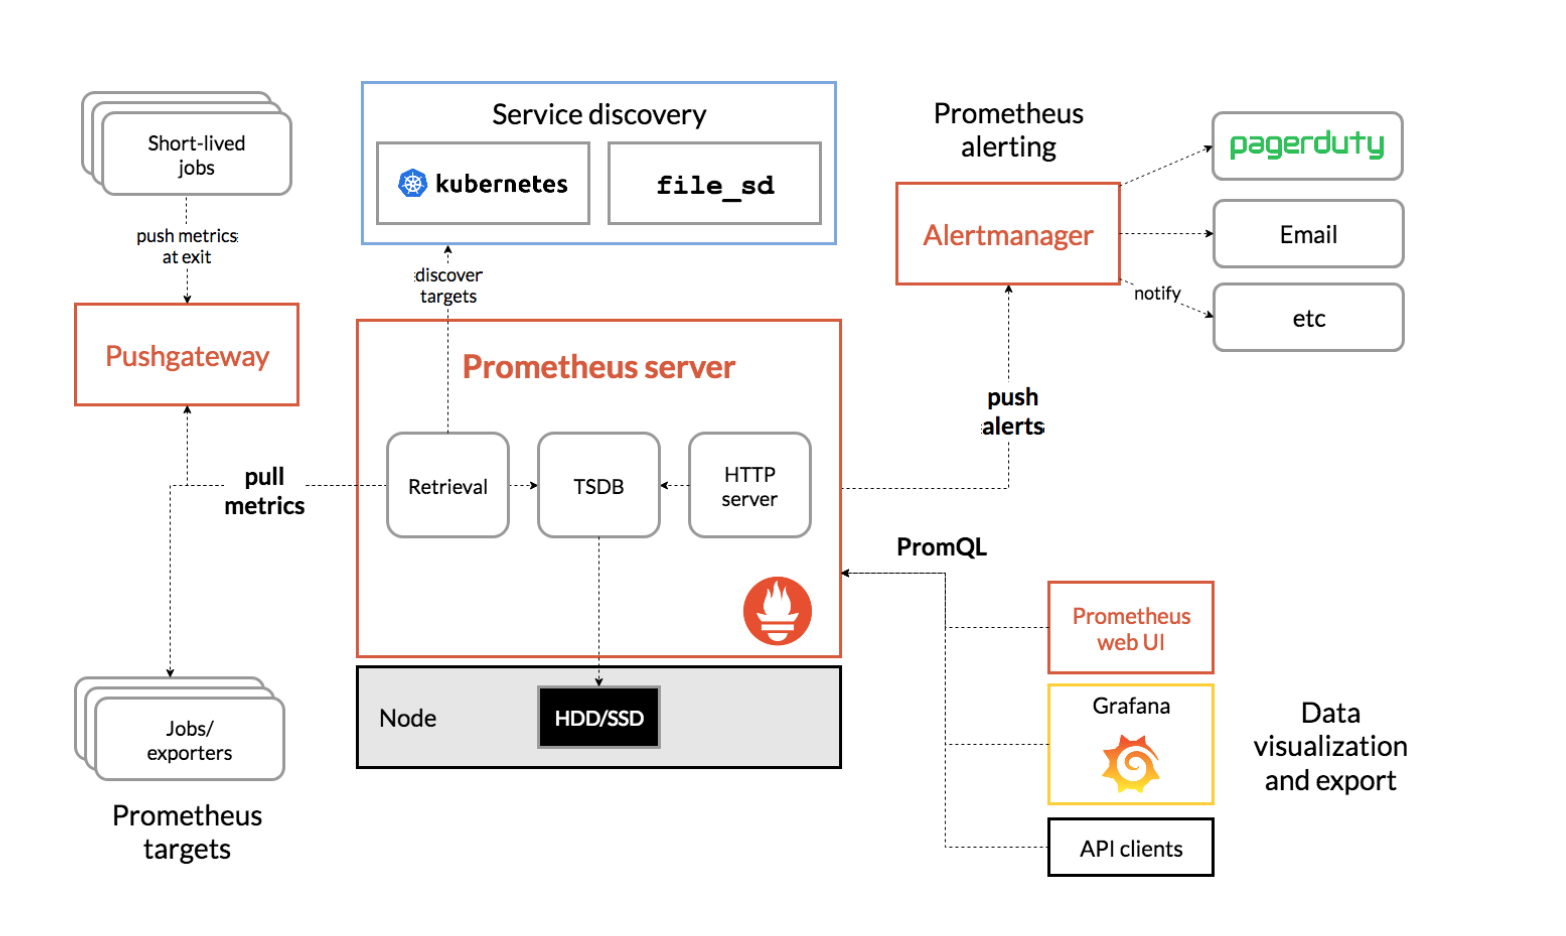 Short-lived
jobs
push metrics
at exit
Pushgateway
pull
metrics
Jobs/
exporters
Prometheus
targets
Service discovery
kubernetes
file_sd
discover
targets
Prometheus server
Retrieval
TSDB
HTTP
server
Node
HDD/SSD
Prometheus
alerting
Alertmanager
pagerduty
Email
notify
etc
push
alerts
PromQL
Prometheus
web UI
Grafana
API clients
Data
visualization
and export